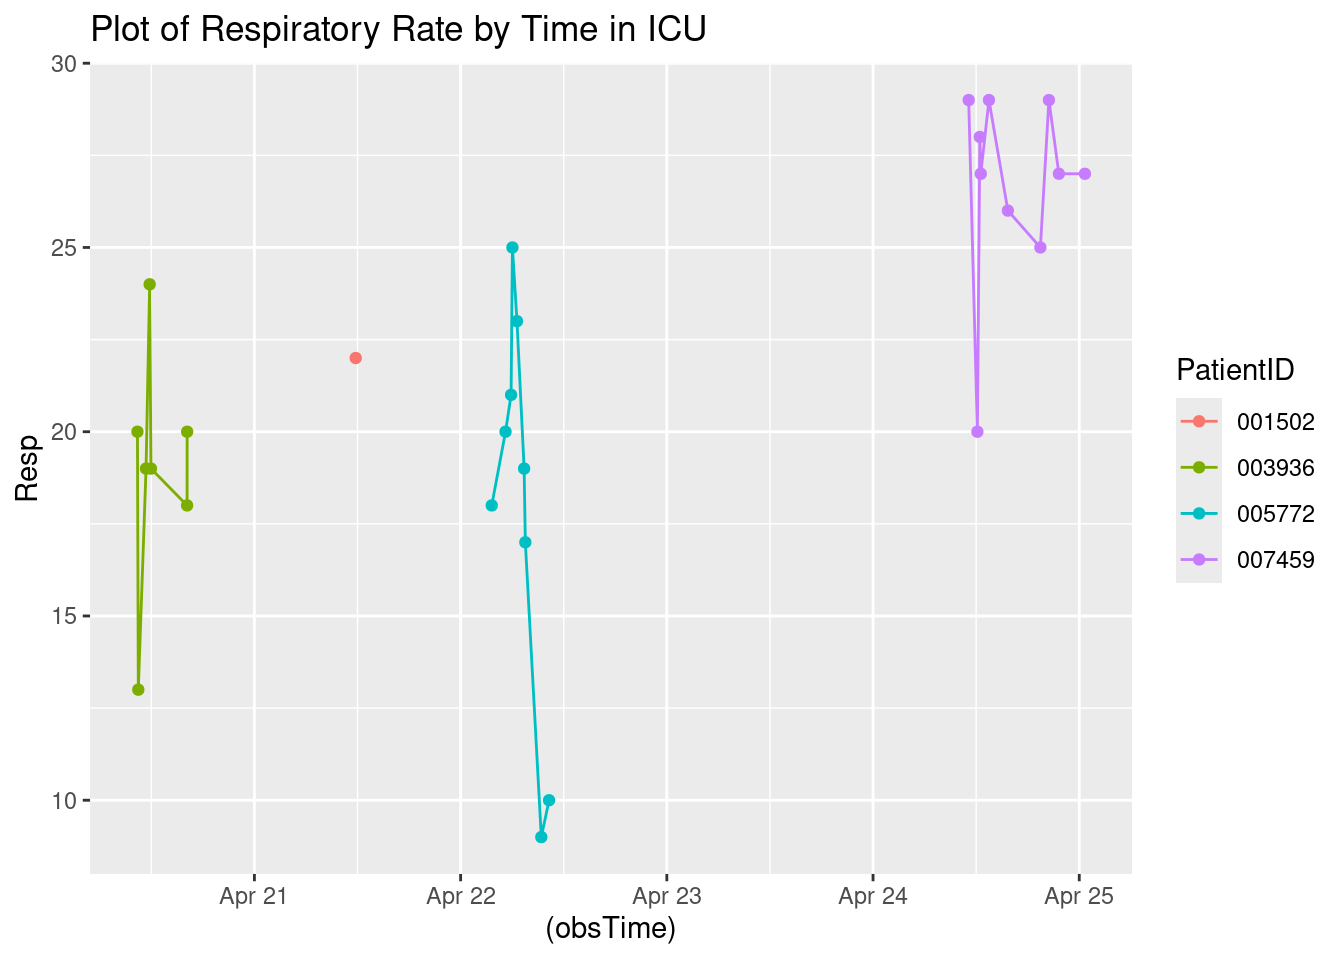 Plot of Respiratory Rate by Time in ICU
30
25
20
15
10
Resp
Apr 21
Apr 22
Apr 23
Apr 24
Apr 25
(obsTime)
PatientID
001502
003936
005772
007459